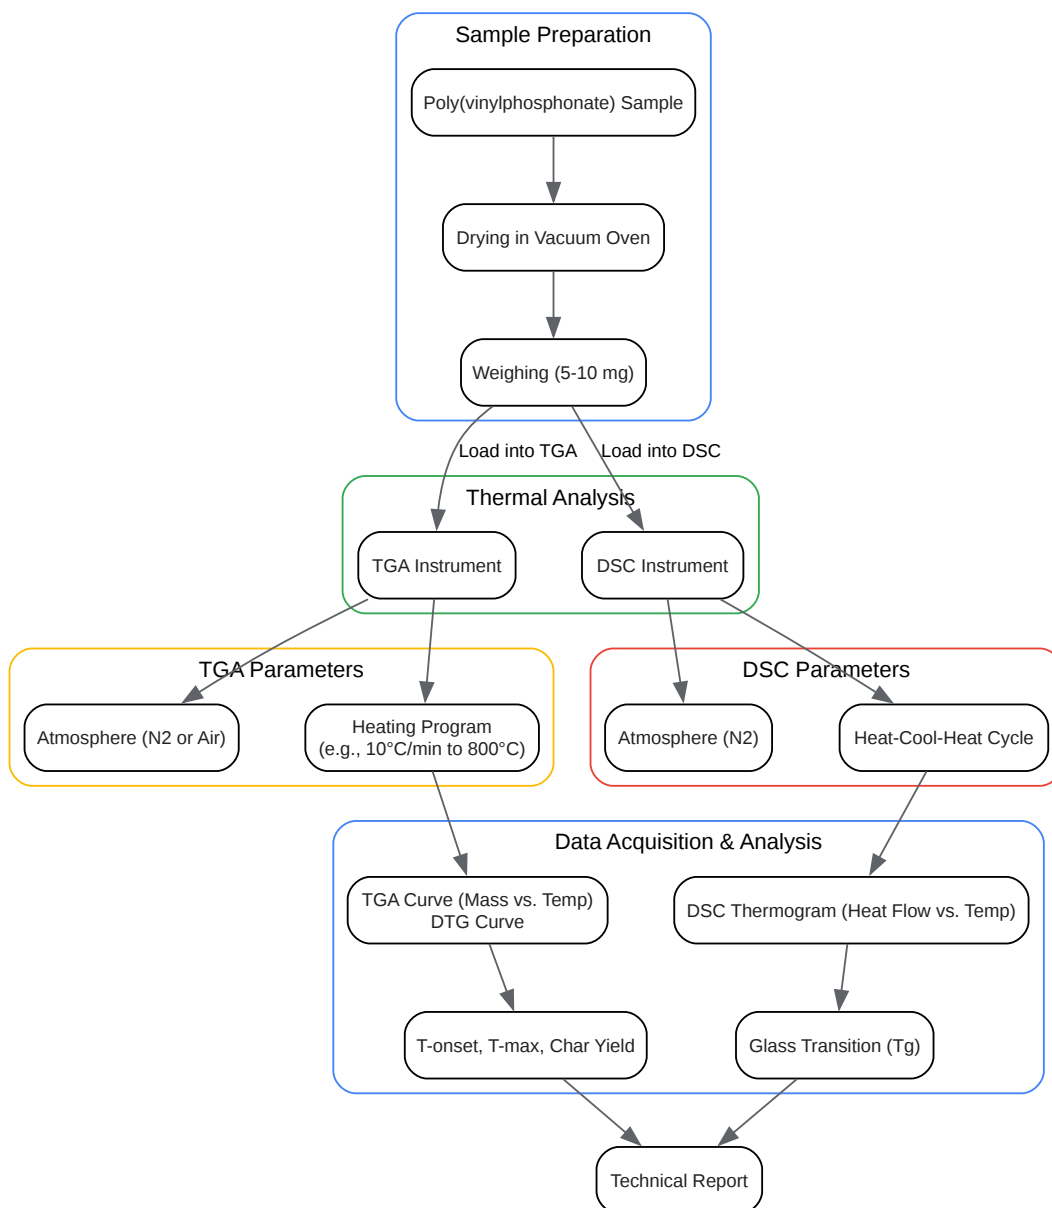 Sample Preparation
Poly(vinylphosphonate) Sample
Drying in Vacuum Oven
Weighing (5-10 mg)
Load into TGA
Load into DSC
Thermal Analysis
TGA Instrument
DSC Instrument
TGA Parameters
DSC Parameters
Atmosphere (N2 or Air)
Heating Program
(e.g., 10°C/min to 800°C)
Atmosphere (N2)
Heat-Cool-Heat Cycle
Data Acquisition & Analysis
TGA Curve (Mass vs. Temp)
DTG Curve
DSC Thermogram (Heat Flow vs. Temp)
T-onset, T-max, Char Yield
Glass Transition (Tg)
Technical Report